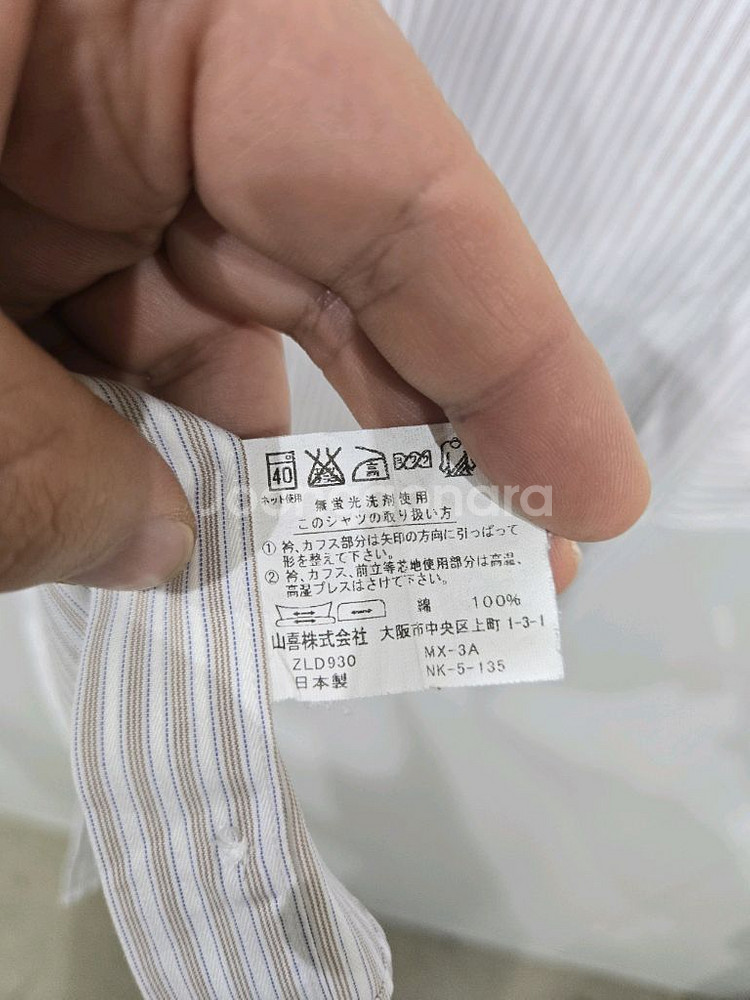 40
高
ネット使用
無蛍光洗剤使用
このシャツの取り扱い方
① 衿、カフス部分は矢印の方向に引っぱって
形を整えて下さい。
② 衿、カフス、前立等芯地使用部分は高温、
高湿プレスはさけて下さい。
綿 100%
山喜株式会社 大阪市中央区上町 1-3-1
ZLD930 MX-3A
日本製 NK-5-135